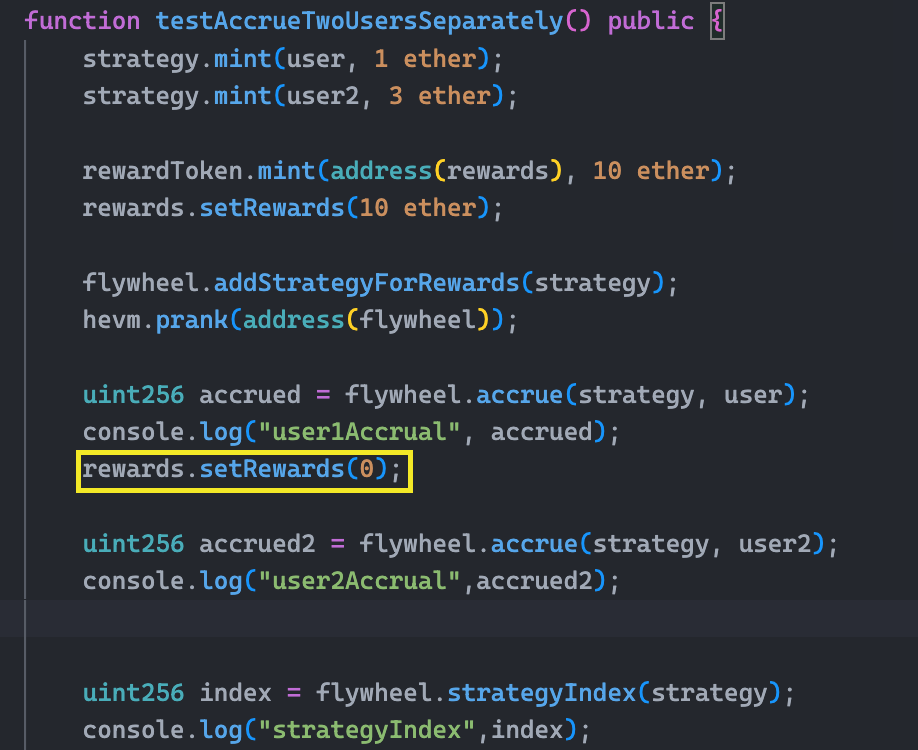 function testAccrueTwoUsersSeparately() public {
strategy.mint(user, 1 ether);
strategy.mint(user2, 3 ether);
rewardToken.mint(address(rewards), 10 ether);
rewards.setRewards(10 ether);
flywheel.addStrategyForRewards(strategy);
hevm.prank(address(flywheel));
uint256 accrued = flywheel.accrue(strategy, user);
console.log("user1Accrual", accrued);
rewards.setRewards(0);
uint256 accrued2 = flywheel.accrue(strategy, user2);
console.log("user2Accrual",accrued2);
uint256 index = flywheel.strategyIndex(strategy);
console.log("strategyIndex",index);